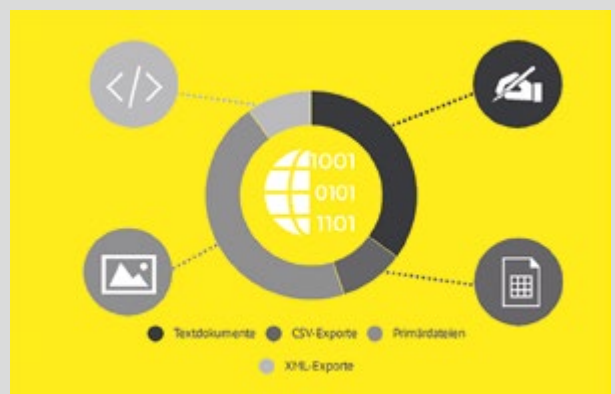 </>
1001
0101
1101
Textdokumente CSV-Exporte Primärdateien
XML-Exporte